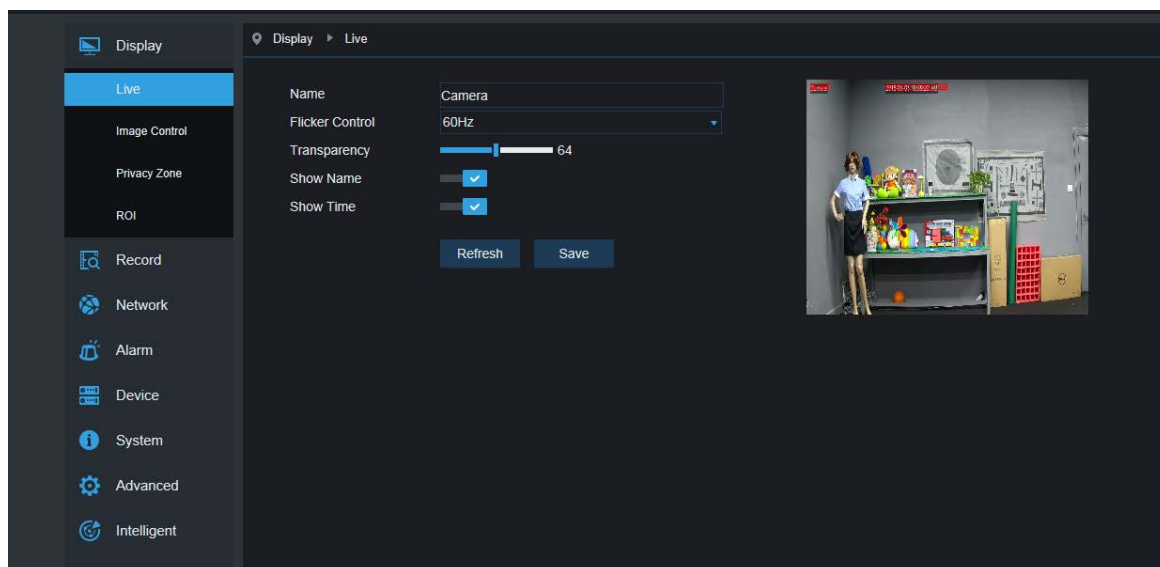 Display
Display Live
Live
Image Control
Privacy Zone
ROI
Record
Network
Alarm
Device
System
Advanced
Intelligent
Name Camera
Flicker Control 60Hz
Transparency 64
Show Name
Show Time
Refresh Save